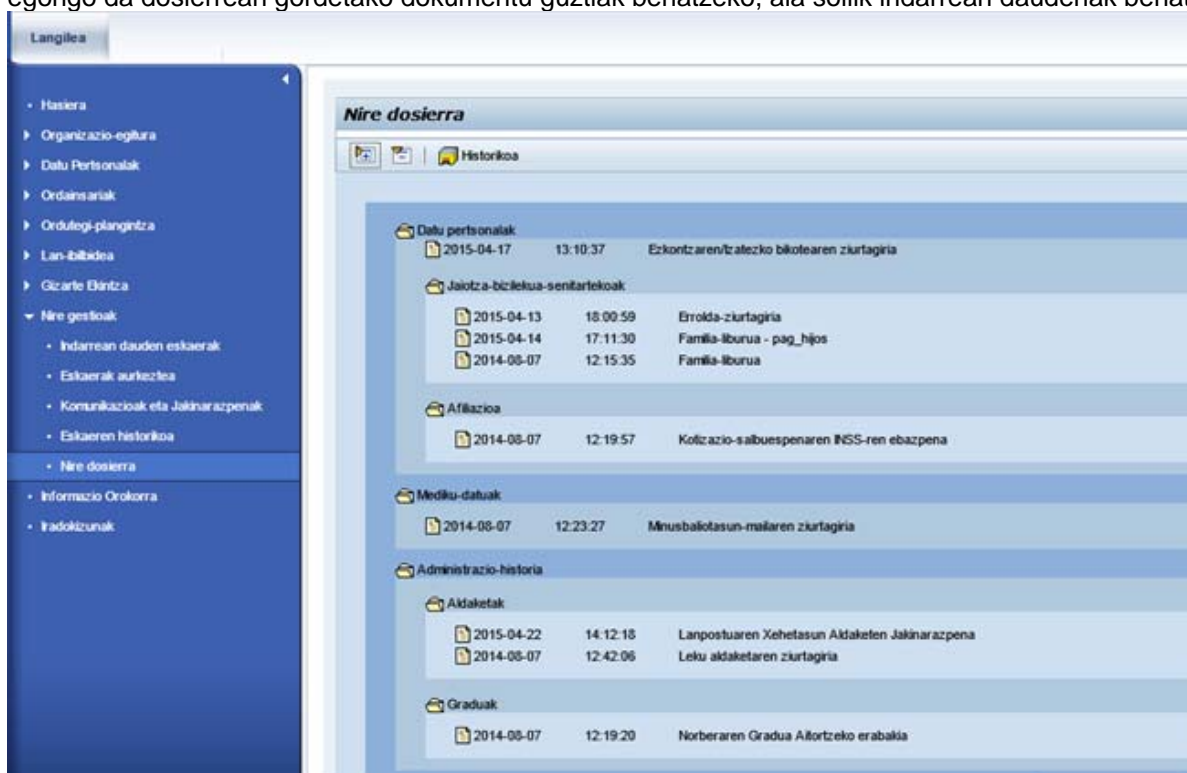 egongo da dosierrean gordetako dokumentu guztiak
Langilea
Hasiera
Organizazio-egitura
Datu Pertsonalak
Ordainsariak
Ordutegi-plangintza
Lan-ibilbidea
Gizarte Ekintza
Nire gestioak
Indarrean dauden eskaerak
Eskaerak aurkeztea
Komunikazioak eta Jakinarazpenak
Eskaeren historikoa
Nire dosierra
Informazio Orokorra
Iradokizunak
Nire dosierra
Historikoa
Datu pertsonalak
2015-04-17 13:10:37 Ezkontzaren/Izatezko bikotearen ziurtagiria
Jaiotza-bizilekua-senitartekoak
2015-04-13 18:00:59 Errolda-ziurtagiria
2015-04-14 17:11:30 Familia-liburua - pag_hijos
2014-08-07 12:15:35 Familia-liburua
Afiliazioa
2014-08-07 12:19:57 Kotizazio-salbuespenaren INSS-ren ebazpena
Mediku-datuak
2014-08-07 12:23:27 Minusbaliotasun-mailaren ziurtagiria
Administrazio-historia
Aldaketak
2015-04-22 14:12:18 Lanpostuaren Xehetasun Aldaketen Jakinarazpena
2014-08-07 12:42:06 Leku aldaketaren ziurtagiria
Graduak
2014-08-07 12:19:20 Norberaren Gradua Aitortzeko erabakia